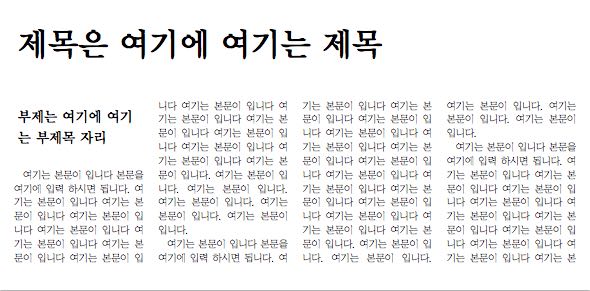 제목은 여기에 여기는 제목
부제는 여기에 여기
는 부제목 자리
여기는 본문이 입니다 본문을
여기에 입력 하시면 됩니다. 여
기는 본문이 입니다 여기는 본
문이 입니다 여기는 본문이 입
니다 여기는 본문이 입니다 여
기는 본문이 입니다 여기는 본
문이 입니다 여기는 본문이 입
니다 여기는 본문이 입니다 여
기는 본문이 입니다 여기는 본
문이 입니다 여기는 본문이 입
니다 여기는 본문이 입니다 여
기는 본문이 입니다 여기는 본
문이 입니다. 여기는 본문이 입
니다. 여기는 본문이 입니다.
여기는 본문이 입니다. 여기는
본문이 입니다. 여기는 본문이
입니다.
여기는 본문이 입니다 본문을
여기에 입력 하시면 됩니다. 여
기는 본문이 입니다 여기는 본
문이 입니다 여기는 본문이 입
니다 여기는 본문이 입니다 여
기는 본문이 입니다 여기는 본
문이 입니다 여기는 본문이 입
니다 여기는 본문이 입니다 여
기는 본문이 입니다 여기는 본
문이 입니다 여기는 본문이 입
니다 여기는 본문이 입니다 여
기는 본문이 입니다 여기는 본
문이 입니다. 여기는 본문이 입
니다. 여기는 본문이 입니다.
여기는 본문이 입니다. 여기는
본문이 입니다. 여기는 본문이
입니다.
여기는 본문이 입니다 본문을
여기에 입력 하시면 됩니다. 여
기는 본문이 입니다 여기는 본
문이 입니다 여기는 본문이 입
니다 여기는 본문이 입니다 여
기는 본문이 입니다 여기는 본
문이 입니다 여기는 본문이 입
니다 여기는 본문이 입니다 여
기는 본문이 입니다 여기는 본